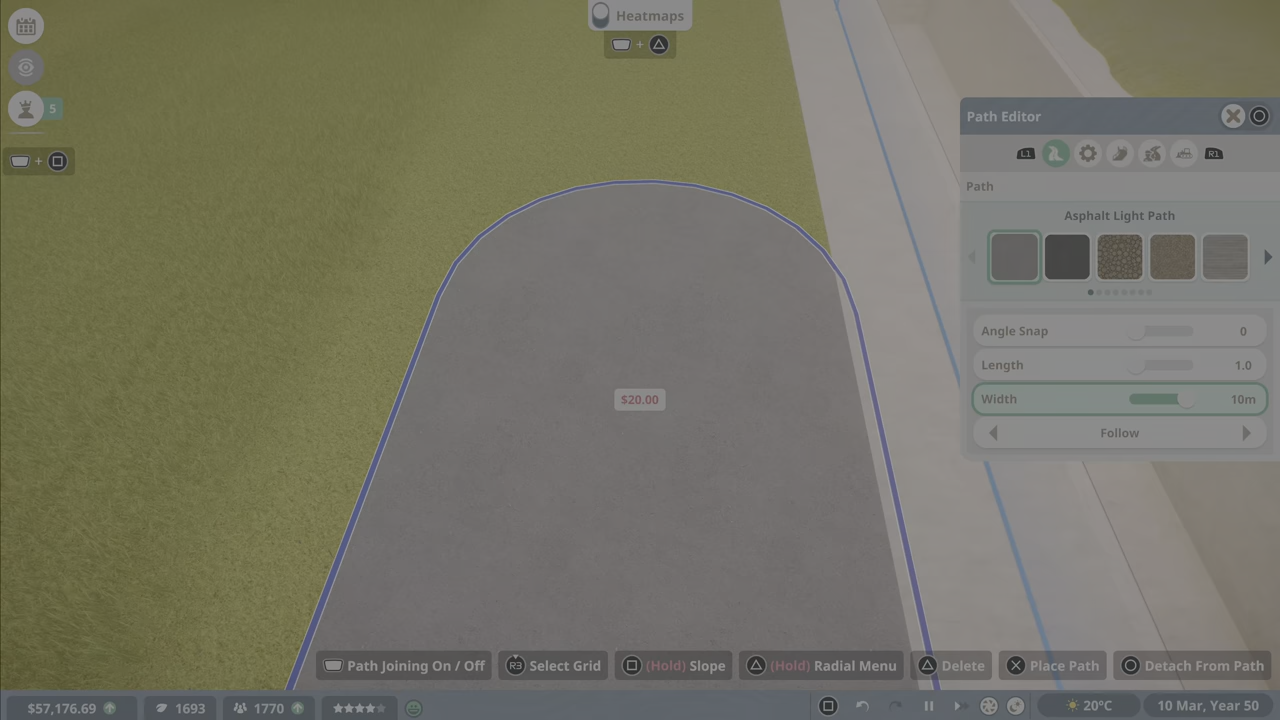 Heatmaps
+
5
+
Path Editor
L1
R1
Path
Asphalt Light Path
Angle Snap 0
Length 1.0
Width 10m
Follow
$20.00
Path Joining On / Off
R3 Select Grid
(Hold) Slope
(Hold) Radial Menu
Delete
Place Path
Detach From Path
$57,176.69
1693
1770
20°C
10 Mar, Year 50